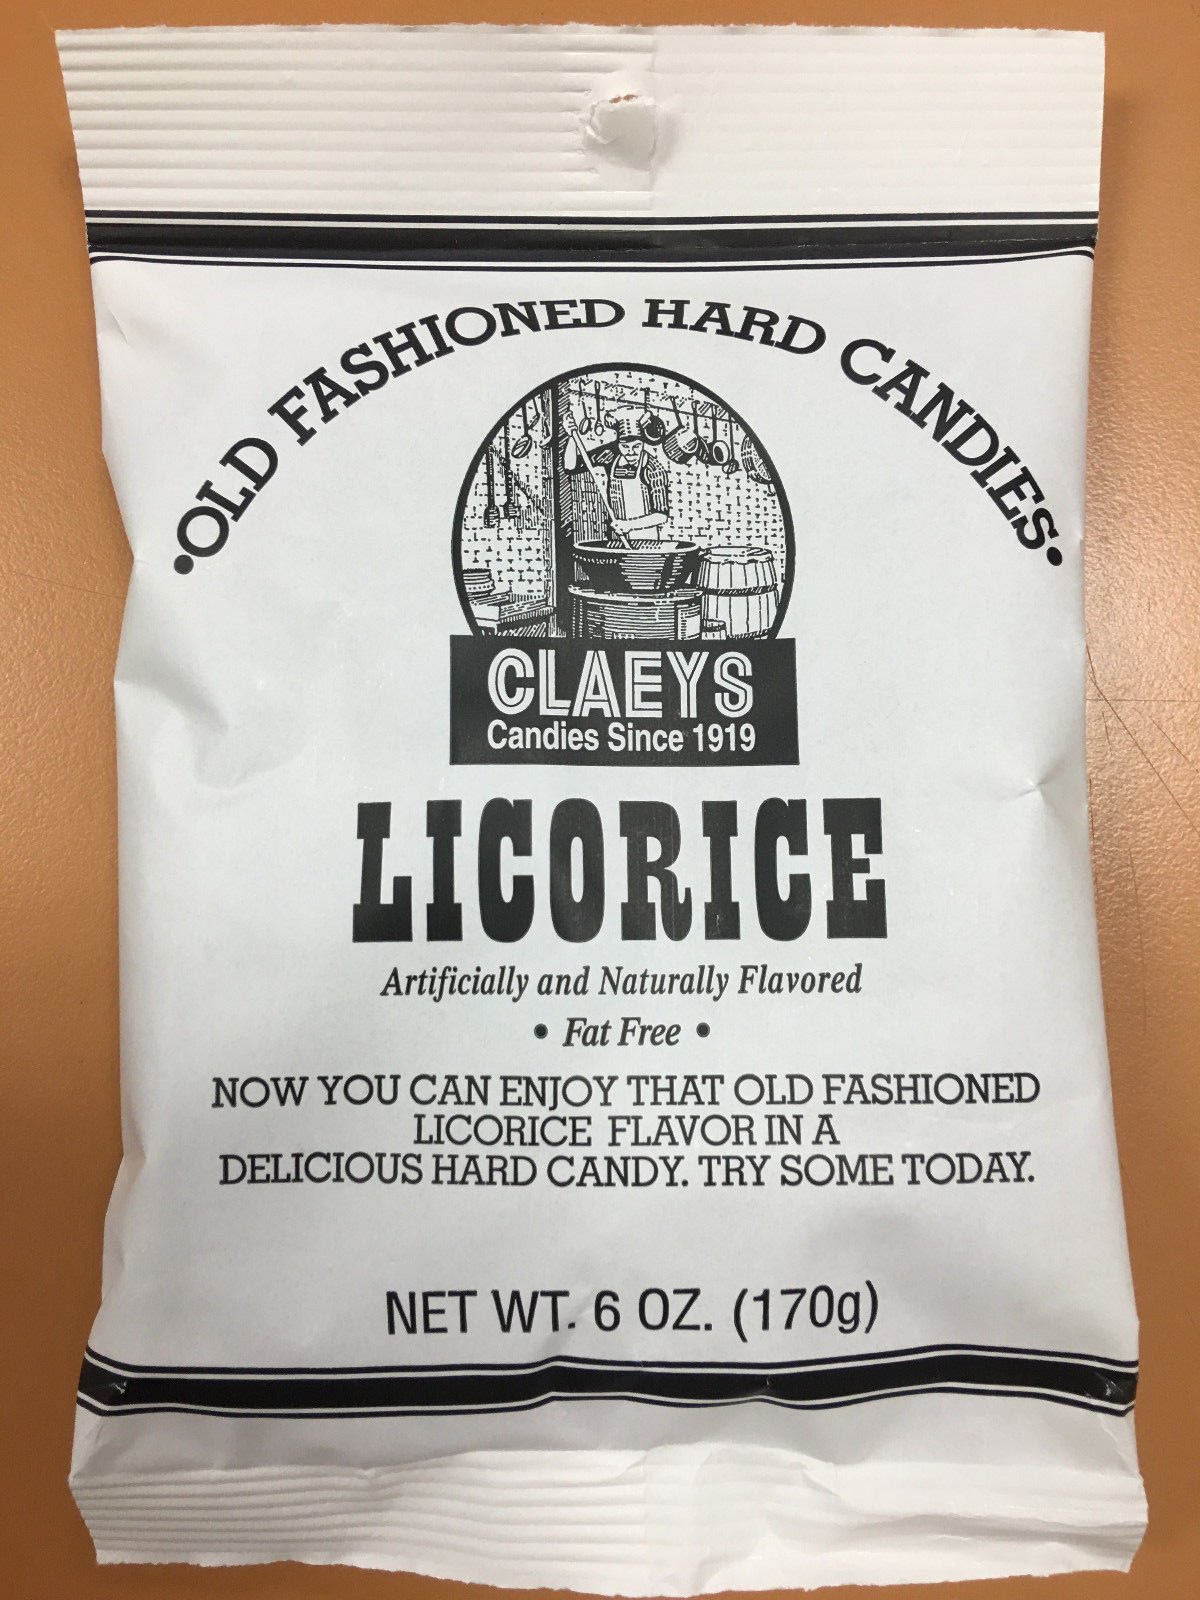 •OLD FASHIONED HARD CANDIES•
CLAEYS
Candies Since 1919
LICORICE
Artificially and Naturally Flavored
• Fat Free •
NOW YOU CAN ENJOY THAT OLD FASHIONED
LICORICE FLAVOR IN A
DELICIOUS HARD CANDY. TRY SOME TODAY.
NET WT. 6 OZ. (170g)